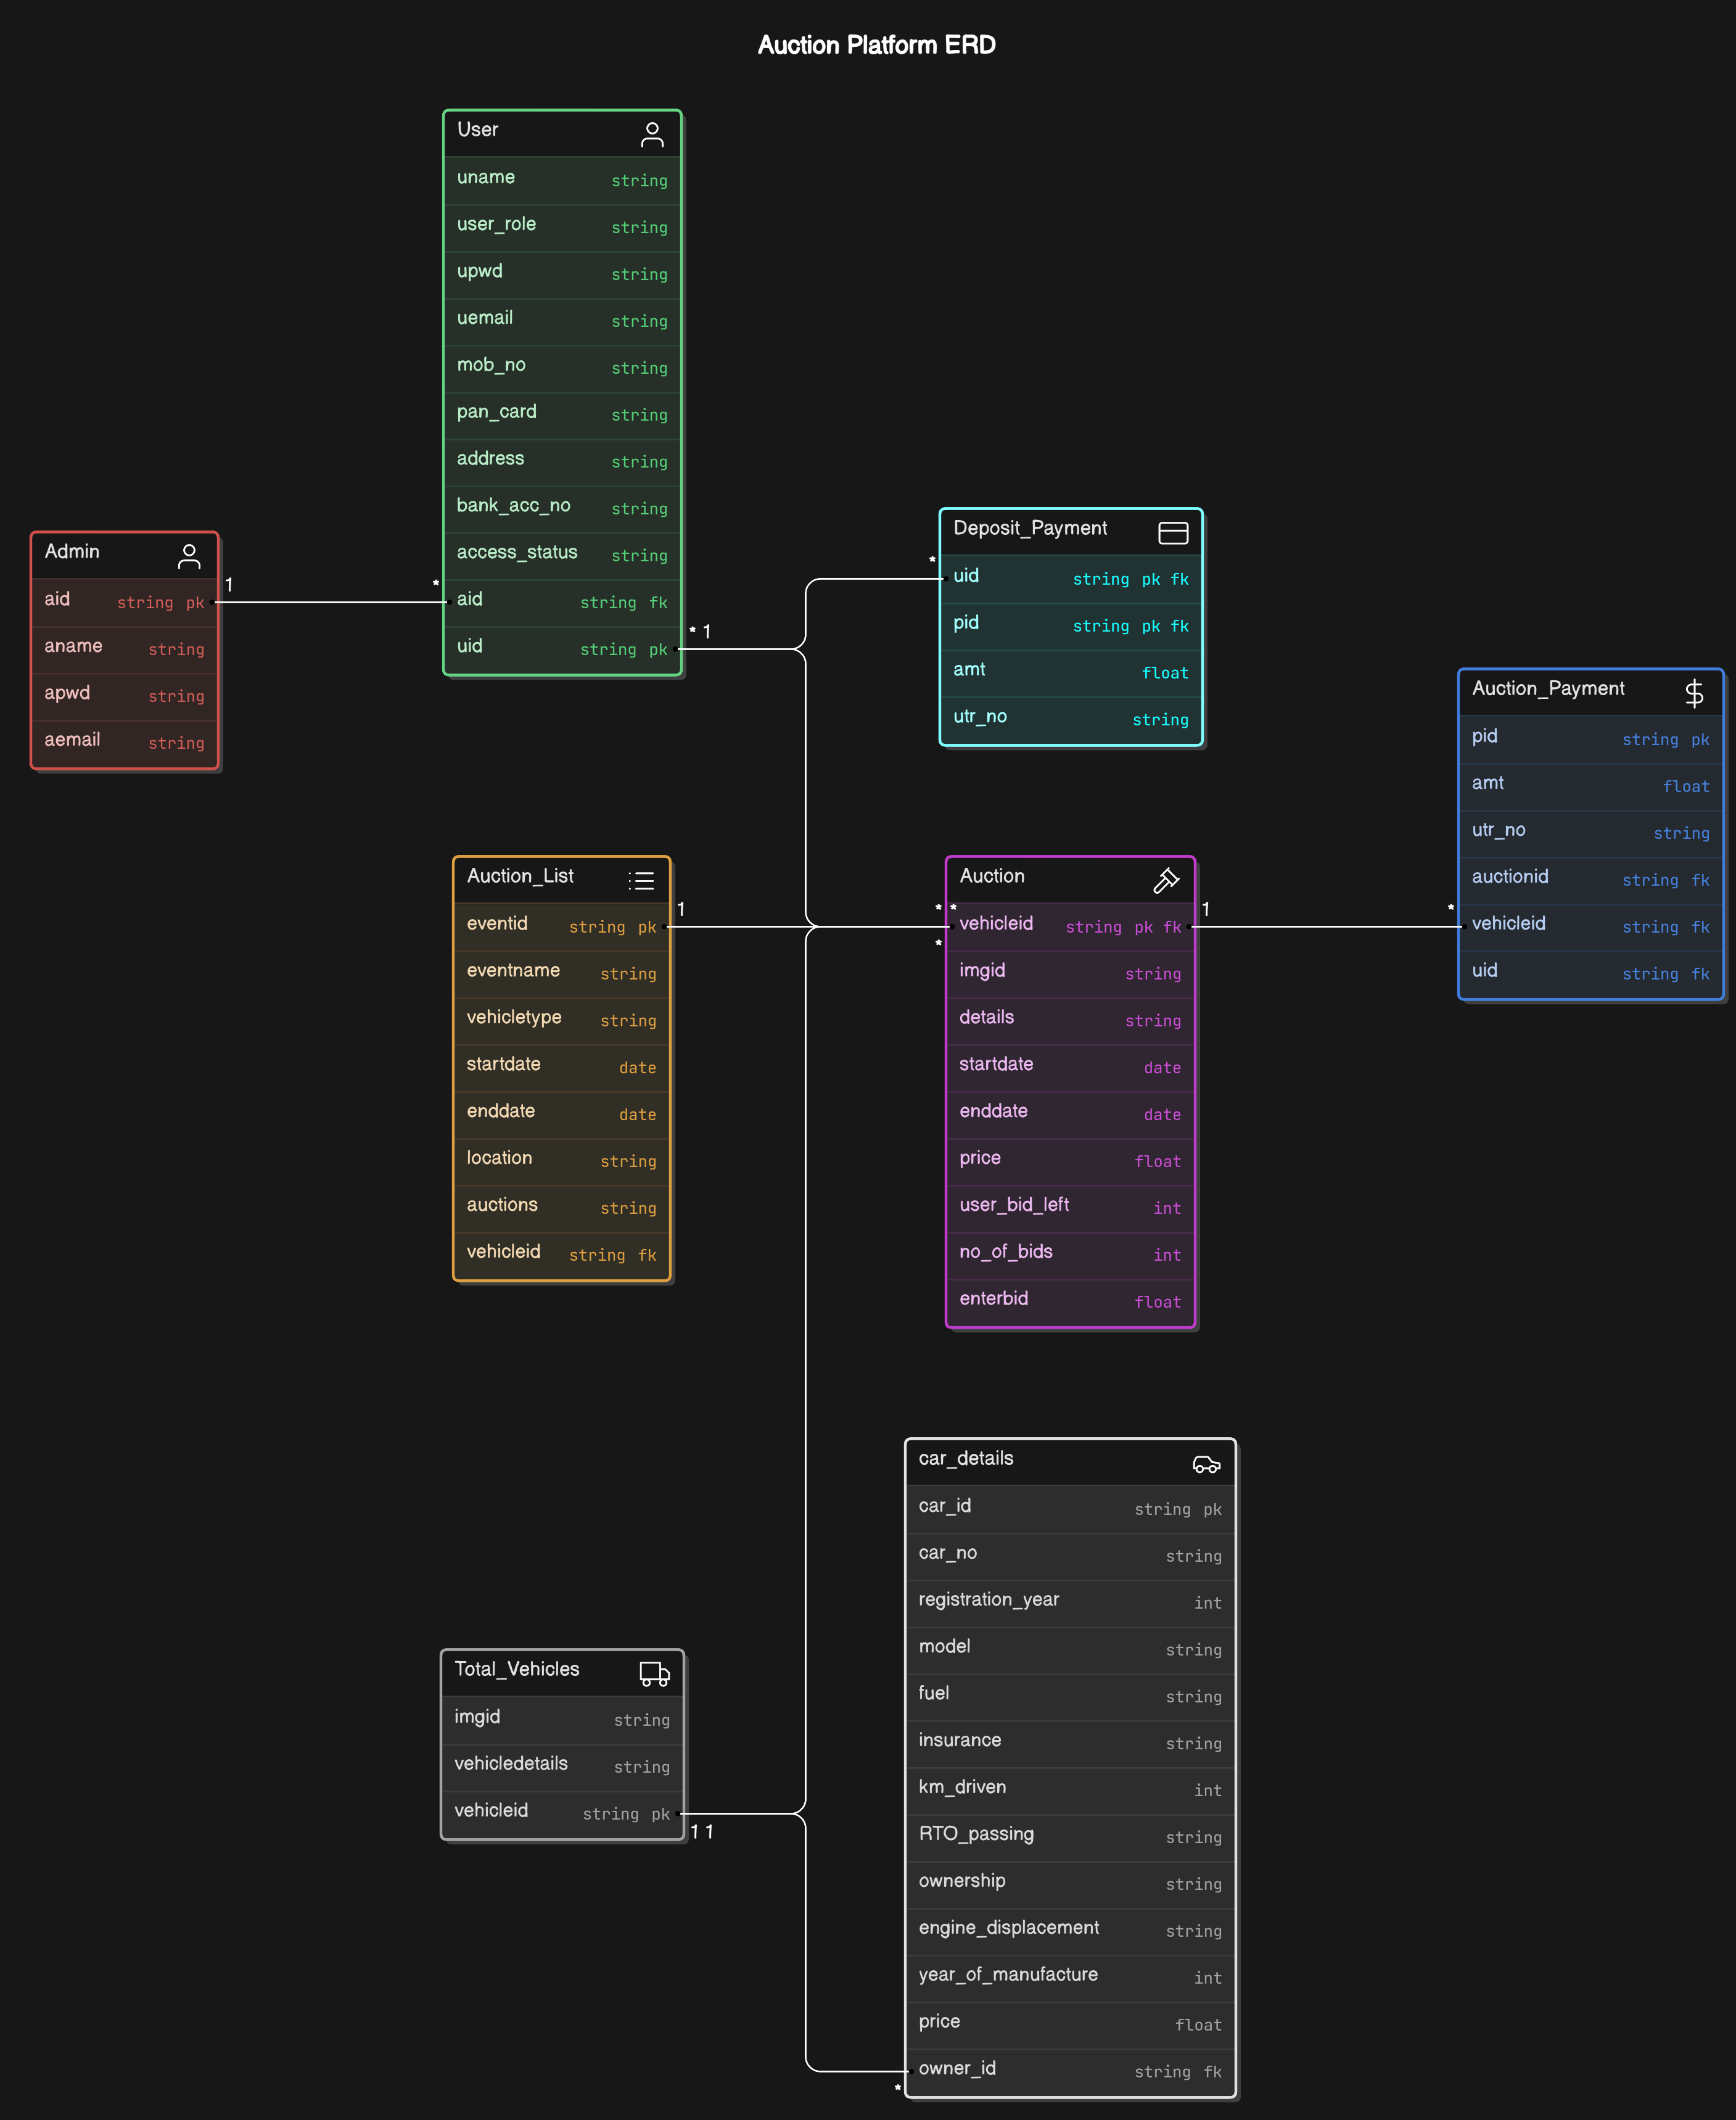 Auction Platform ERD
User
uname string
user_role string
upwd string
uemail string
mob_no string
pan_card string
address string
bank_acc_no string
access_status string
aid string fk
uid string pk
* 1
*
Admin
aid string pk
1
aname string
apwd string
aemail string
Deposit_Payment
*
uid string pk fk
pid string pk fk
amt float
utr_no string
Auction_Payment
pid string pk
amt float
utr_no string
auctionid string fk
*
vehicleid string fk
uid string fk
Auction_List
1
eventid string pk
eventname string
vehicletype string
startdate date
enddate date
location string
auctions string
vehicleid string fk
Auction
* *
1
vehicleid string pk fk
*
imgid string
details string
startdate date
enddate date
price float
user_bid_left int
no_of_bids int
enterbid float
Total_Vehicles
imgid string
vehicledetails string
vehicleid string pk
1 1
car_details
car_id string pk
car_no string
registration_year int
model string
fuel string
insurance string
km_driven int
RTO_passing string
ownership string
engine_displacement string
year_of_manufacture int
price float
owner_id string fk
*